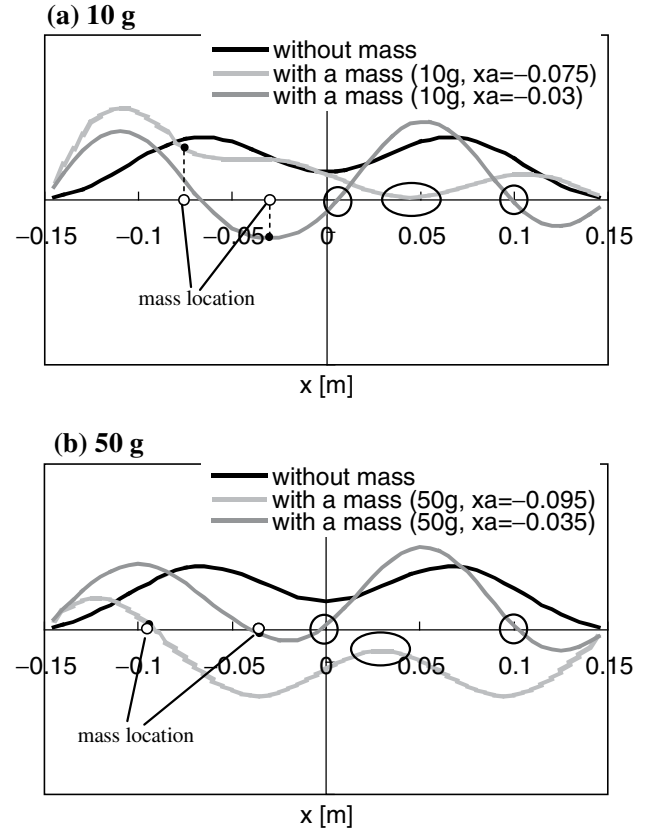 (a) 10 g
without mass
with a mass (10g, xa=−0.075)
with a mass (10g, xa=−0.03)
−0.15 −0.1 −0.05 0 0.05 0.1 0.15
mass location
x [m]
(b) 50 g
without mass
with a mass (50g, xa=−0.095)
with a mass (50g, xa=−0.035)
−0.15 −0.1 −0.05 0 0.05 0.1 0.15
mass location
x [m]